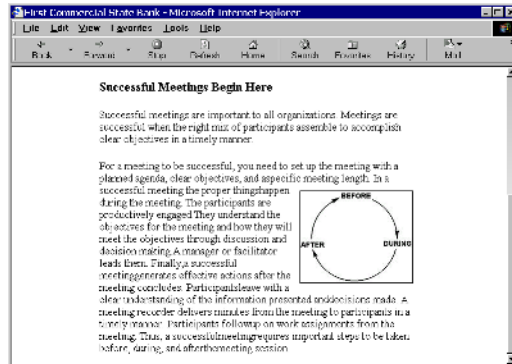 First Commercial State Bank - Microsoft Internet Explorer
File Edit View Favorites Tools Help
Back Forward Stop Refresh Home Search Favorites History Mail
Successful Meetings Begin Here
Successful meetings are important to all organizations. Meetings are
successful when the right mix of participants assemble to accomplish
clear objectives in a timely manner.
For a meeting to be successful, you need to set up the meeting with a
planned agenda, clear objectives, and aspecific meeting length. In a
successful meeting the proper thingshappen
during the meeting. The participants are
productively engaged They understand the
objectives for the meeting and how they will
meet the objectives through discussion and
decision making.A manager or facilitator
leads them. Finally,a successful
meetinggenerates effective actions after the
meeting concludes. Participantsleave with a
clear understanding of the information presented anddecisions made. A
meeting recorder delivers minutes from the meeting to participants in a
timely manner. Participants followup on work assignments from the
meeting. Thus, a successfulmeetingrequires important steps to be taken
before, during, and afterthemeeting session.
BEFORE
AFTER DURING